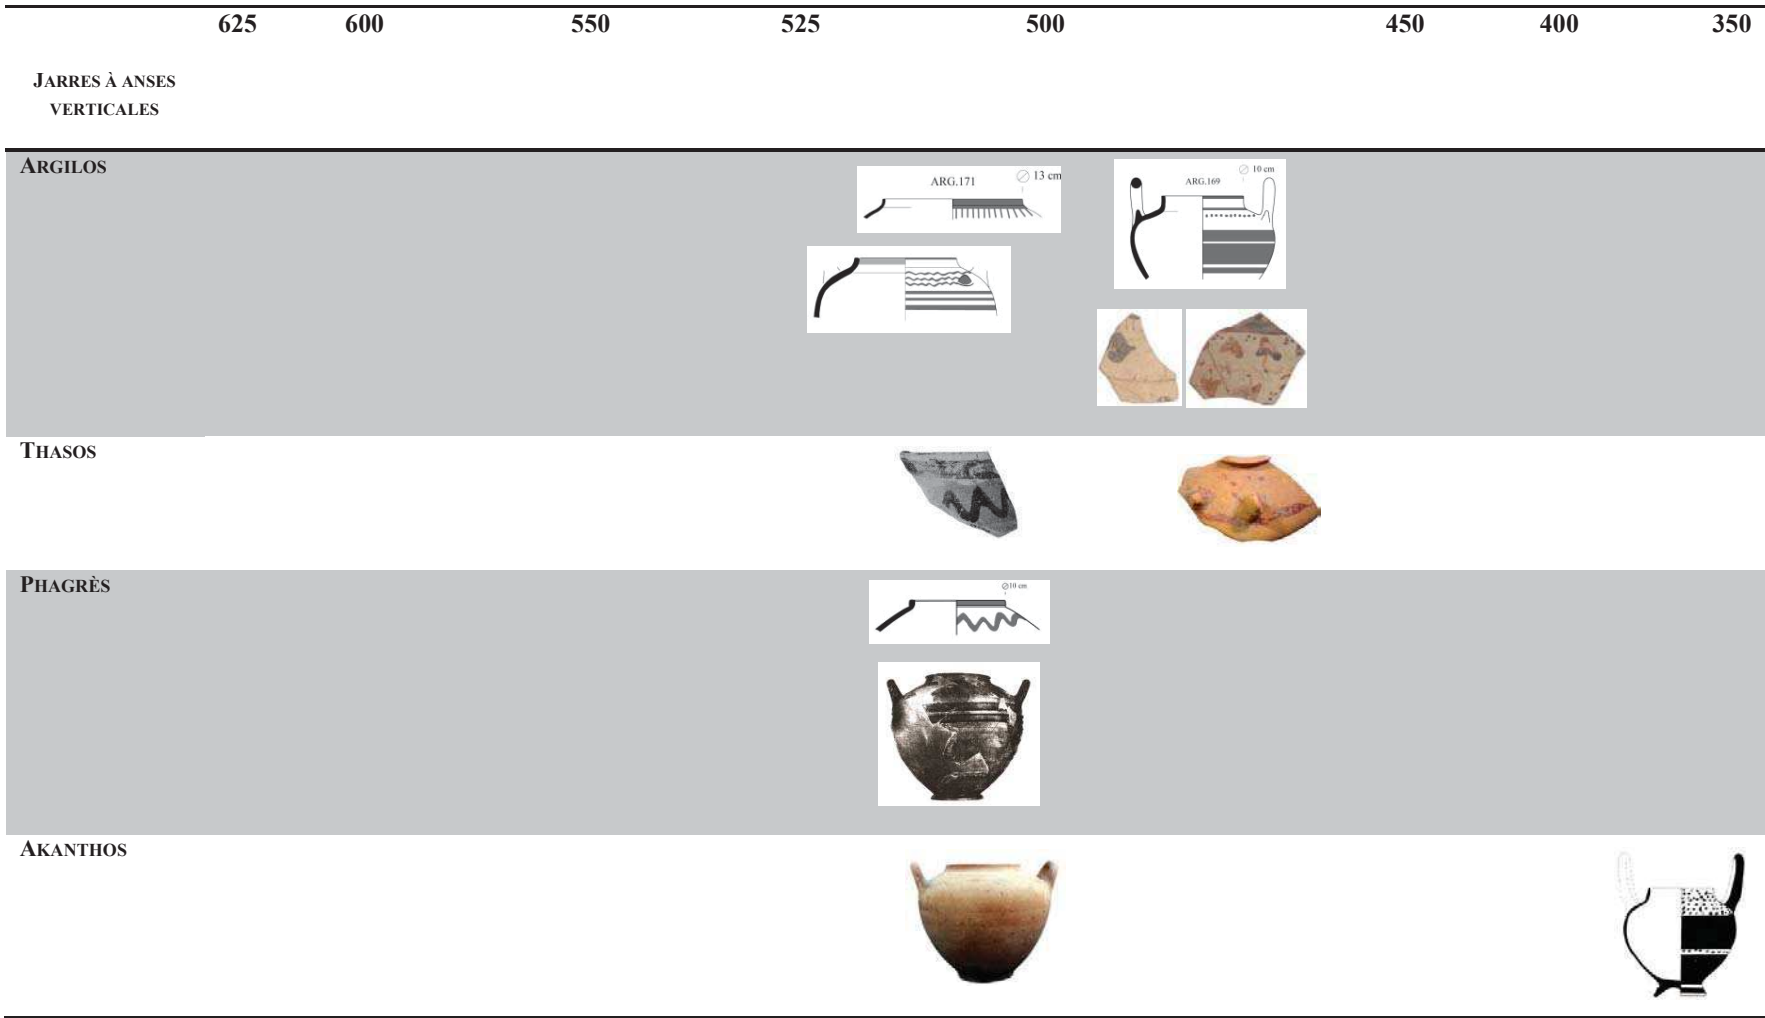 625 600 550 525 500 450 400 350
JARRES À ANSES
VERTICALES
ARGILOS
ARG.171 ∅ 13 cm
ARG.169 ∅ 10 cm
THASOS
PHAGRÈS
∅10 cm
AKANTHOS